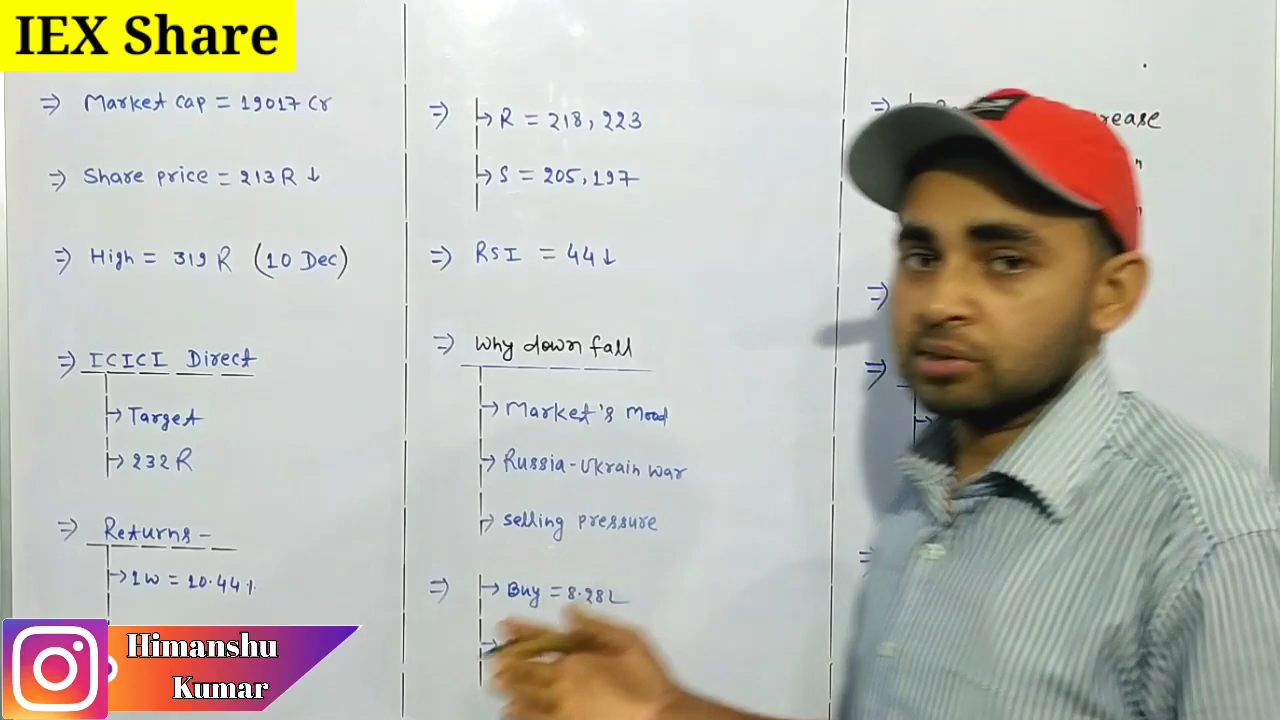 IEX Share
⇒ Market cap = 19017 Cr
⇒ Share price = 213 R ↓
⇒ High = 319 R (10 Dec)
⇒ ICICI Direct
→ Target
→ 232 R
⇒ Returns -
→ 1W = 10.44%
Himanshu
Kumar
⇒ → R = 218, 223
→ S = 205, 197
⇒ RSI = 44 ↓
⇒ Why down fall
→ Market's Mood
→ Russia-Ukrain war
→ selling pressure
⇒ → Buy = 8.28L